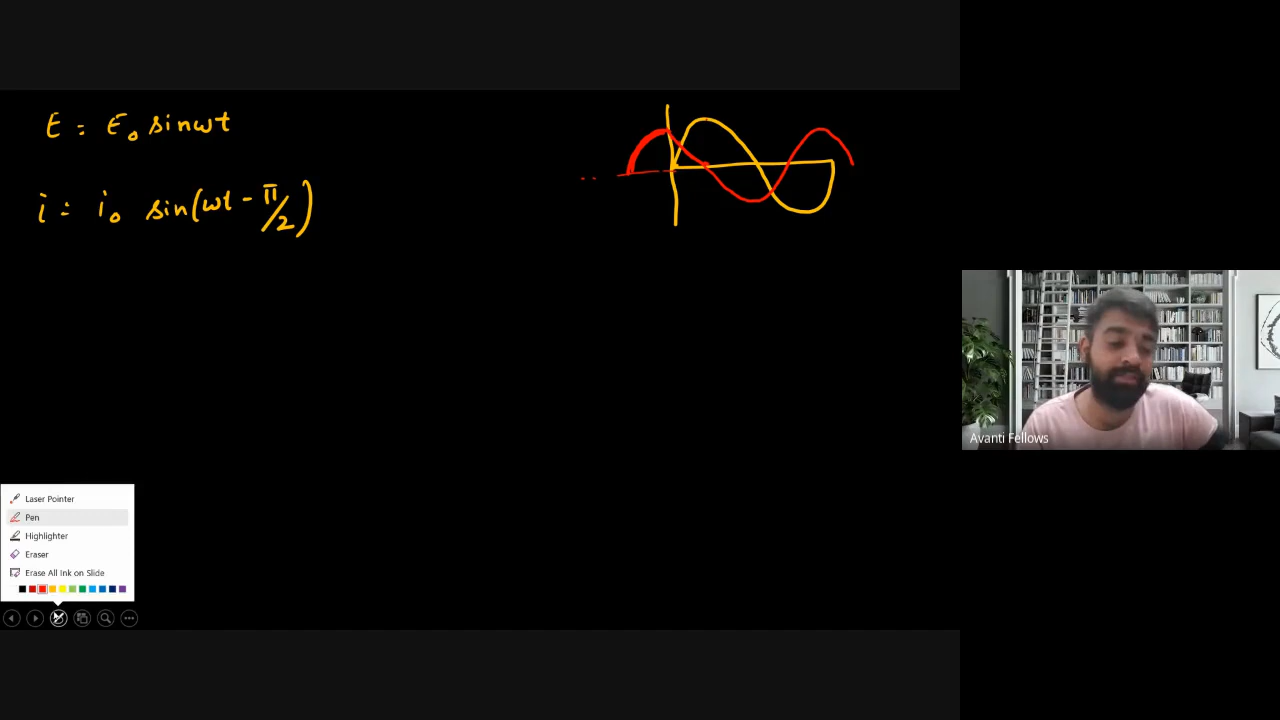 E = E₀ sinωt
i = i₀ sin(ωt - π/2)
Avanti Fellows
Laser Pointer
Pen
Highlighter
Eraser
Erase All Ink on Slide